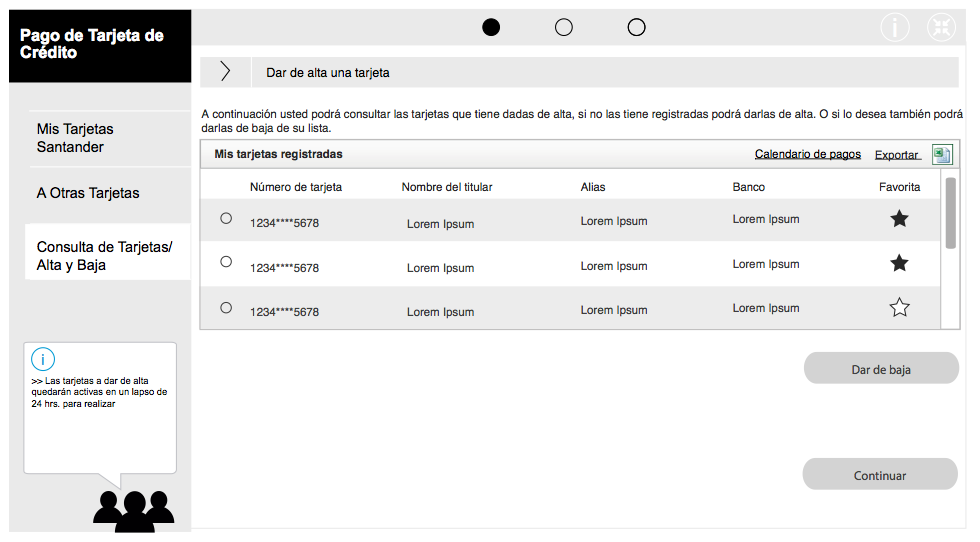 Pago de Tarjeta de
Crédito
Dar de alta una tarjeta
A continuación usted podrá consultar las tarjetas que tiene dadas de alta, si no las tiene registradas podrá darlas de alta. O si lo desea también podrá
darlas de baja de su lista.
Mis Tarjetas
Santander
A Otras Tarjetas
Consulta de Tarjetas/
Alta y Baja
Mis tarjetas registradas Calendario de pagos Exportar
Número de tarjeta Nombre del titular Alias Banco Favorita
1234****5678 Lorem Ipsum Lorem Ipsum Lorem Ipsum
1234****5678 Lorem Ipsum Lorem Ipsum Lorem Ipsum
1234****5678 Lorem Ipsum Lorem Ipsum Lorem Ipsum
>> Las tarjetas a dar de alta
quedarán activas en un lapso de
24 hrs. para realizar
Dar de baja
Continuar